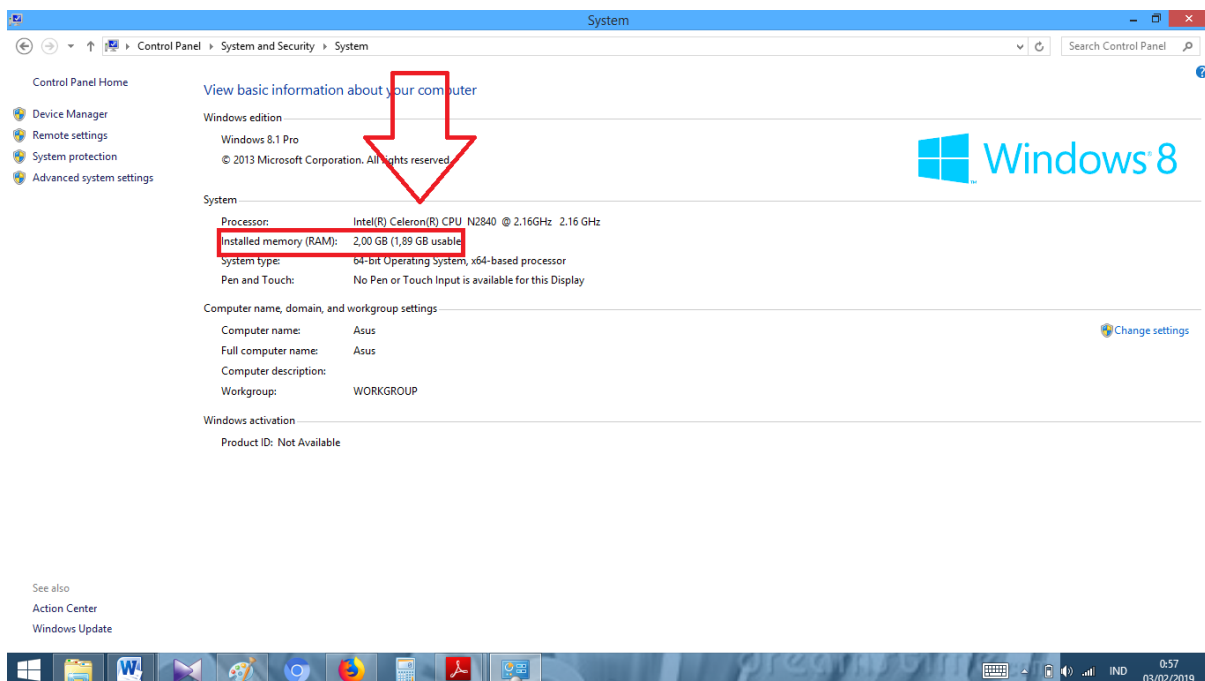 System
Control Panel System and Security System
Search Control Panel
Control Panel Home
Device Manager
Remote settings
System protection
Advanced system settings
View basic information about your computer
Windows edition
Windows 8.1 Pro
© 2013 Microsoft Corporation. All rights reserved.
Windows 8
System
Processor: Intel(R) Celeron(R) CPU N2840 @ 2.16GHz 2.16 GHz
Installed memory (RAM): 2,00 GB (1,89 GB usable
System type: 64-bit Operating System, x64-based processor
Pen and Touch: No Pen or Touch Input is available for this Display
Computer name, domain, and workgroup settings
Computer name: Asus
Change settings
Full computer name: Asus
Computer description:
Workgroup: WORKGROUP
Windows activation
Product ID: Not Available
See also
Action Center
Windows Update
IND
0:57
03/02/2019